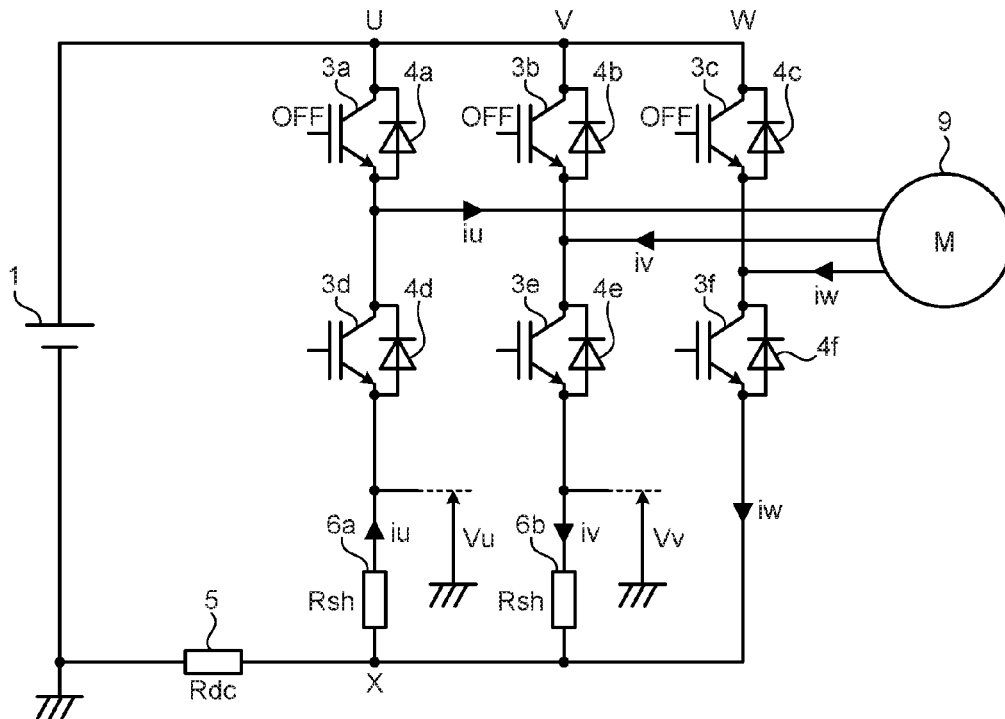 U V W
3a 4a 3b 4b 3c 4c
OFF OFF OFF
9
M
iu
iv
iw
1
3d 4d 3e 4e 3f
4f
6a iu Vu 6b iv Vv iw
Rsh Rsh
5
Rdc X